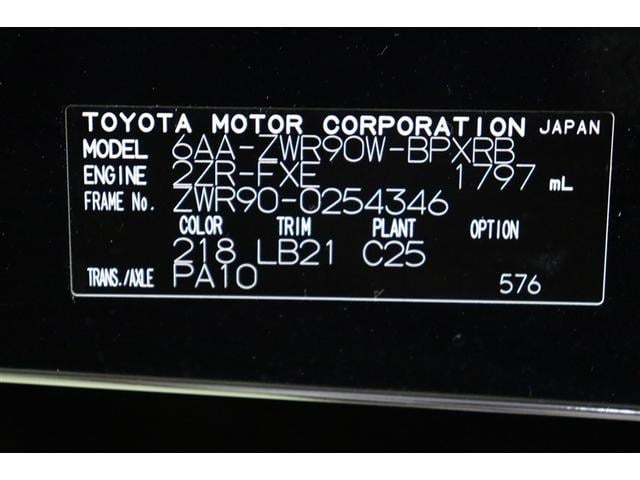 TOYOTA MOTOR CORPORATION JAPAN
MODEL 6AA-ZWR90W-BPXRB
ENGINE 2ZR-FXE 1797 mL
FRAME No. ZWR90-0254346
COLOR TRIM PLANT OPTION
218 LB21 C25
TRANS./AXLE PA10 576